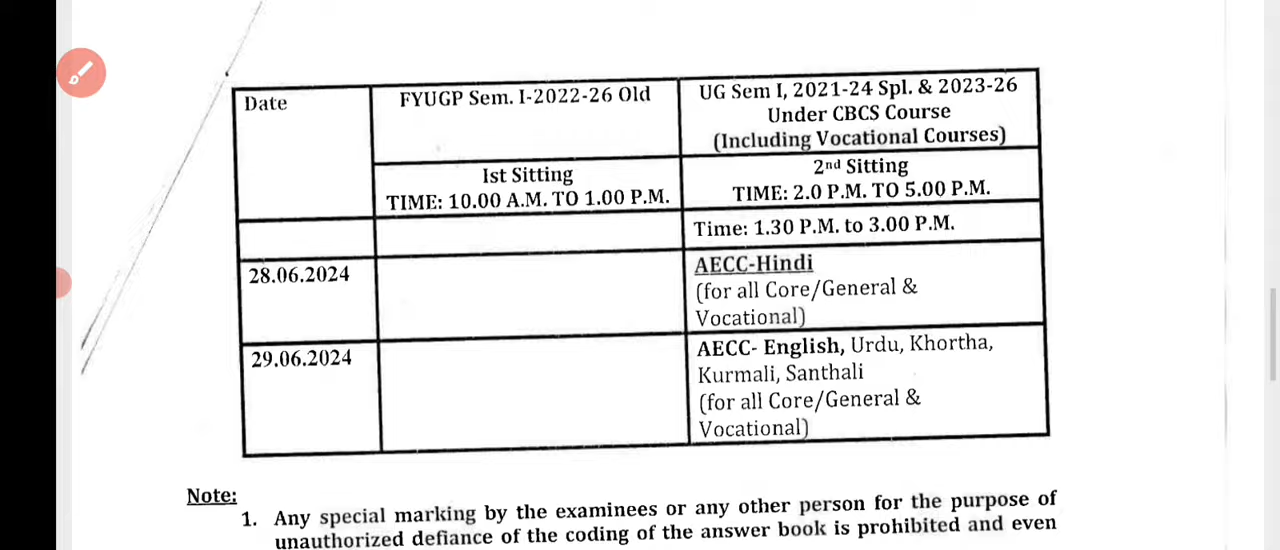 Date
FYUGP Sem. I-2022-26 Old
UG Sem I, 2021-24 Spl. & 2023-26
Under CBCS Course
(Including Vocational Courses)
Ist Sitting
TIME: 10.00 A.M. TO 1.00 P.M.
2nd Sitting
TIME: 2.0 P.M. TO 5.00 P.M.
Time: 1.30 P.M. to 3.00 P.M.
28.06.2024
AECC-Hindi
(for all Core/General &
Vocational)
29.06.2024
AECC- English, Urdu, Khortha,
Kurmali, Santhali
(for all Core/General &
Vocational)
Note:
1. Any special marking by the examinees or any other person for the purpose of
unauthorized defiance of the coding of the answer book is prohibited and even